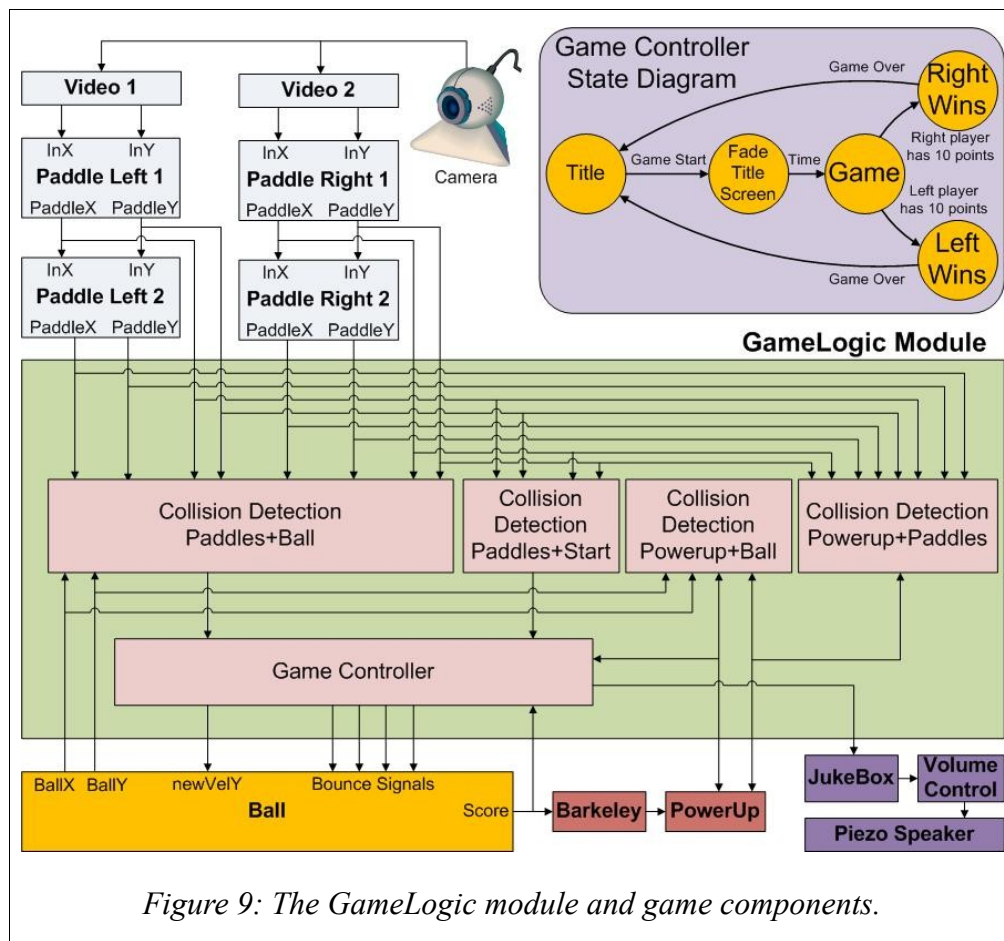 Video 1
Video 2
Camera
InX InY
Paddle Left 1
PaddleX PaddleY
InX InY
Paddle Right 1
PaddleX PaddleY
InX InY
Paddle Left 2
PaddleX PaddleY
InX InY
Paddle Right 2
PaddleX PaddleY
Game Controller
State Diagram
Title
Game Start
Fade
Title
Screen
Time
Game
Game Over
Right
Wins
Right player
has 10 points
Left player
has 10 points
Left
Wins
Game Over
GameLogic Module
Collision Detection
Paddles+Ball
Collision
Detection
Paddles+Start
Collision
Detection
Powerup+Ball
Collision Detection
Powerup+Paddles
Game Controller
BallX BallY newVelY Bounce Signals
Ball
Score
Barkeley
PowerUp
JukeBox
Volume
Control
Piezo Speaker
Figure 9: The GameLogic module and game components.